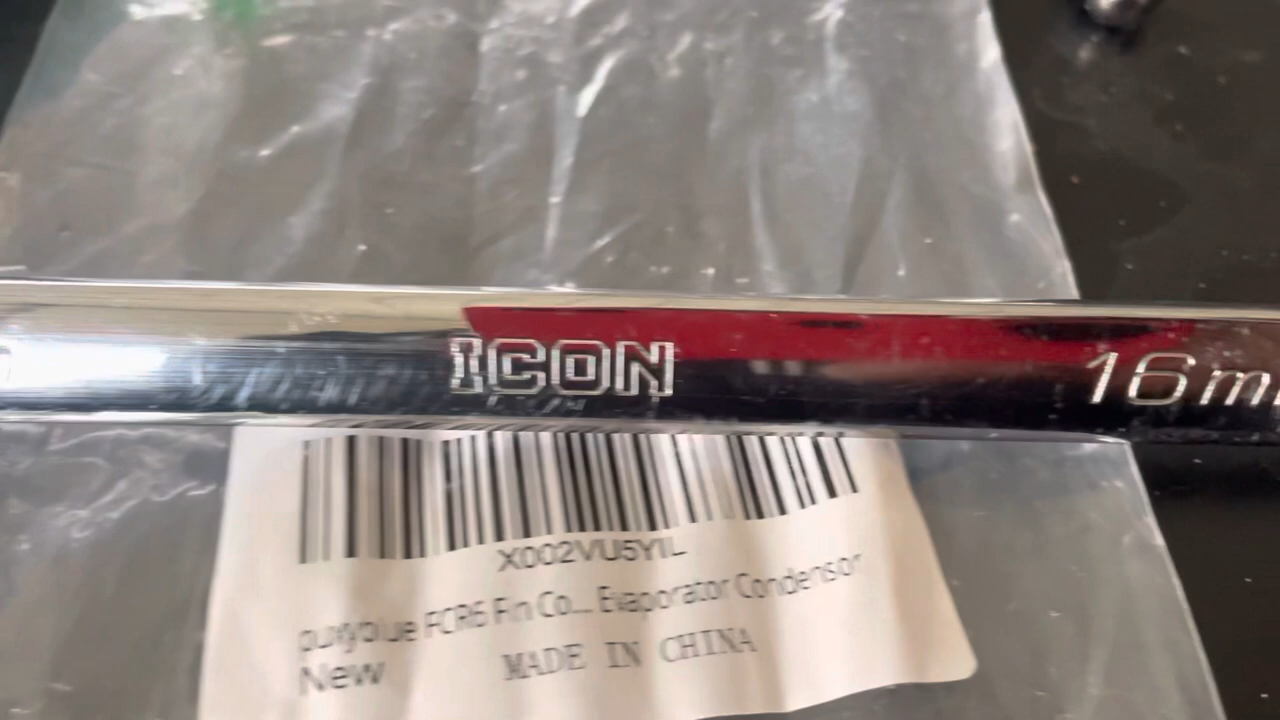 ICON
16m
X002VU5YIL
FCR6 Fin Co... Evaporator Condensor
New
MADE IN CHINA